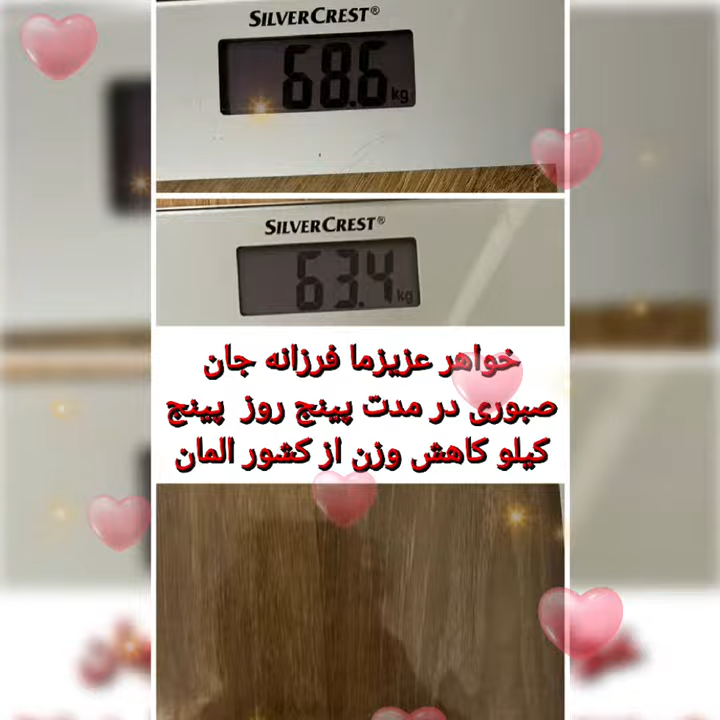 SILVERCREST®
68.6 kg
SILVERCREST®
63.4 kg
خواهر عزیزما فرزانه جان
صبوری در مدت پینج روز پینج
کیلو کاهش وزن از کشور المان